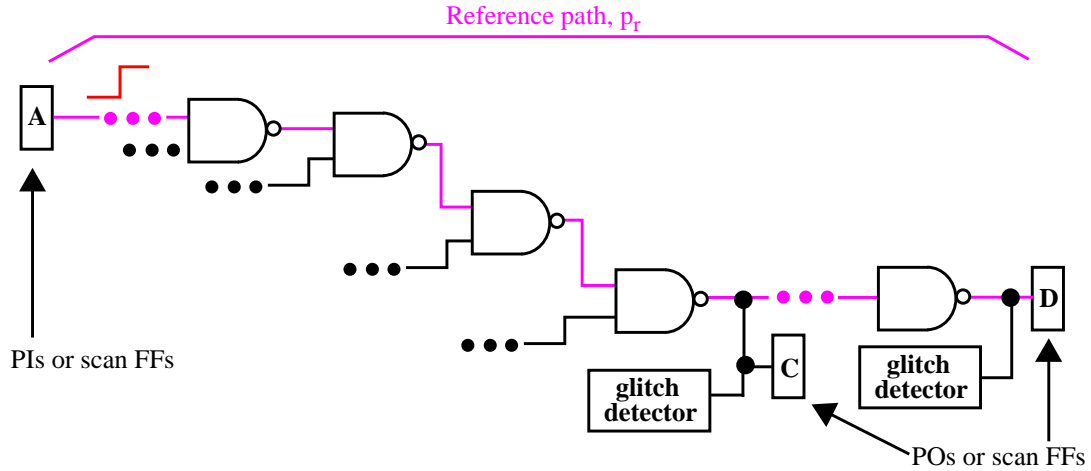 Reference path, pr
A
PIs or scan FFs
glitch
detector
C
glitch
detector
D
POs or scan FFs